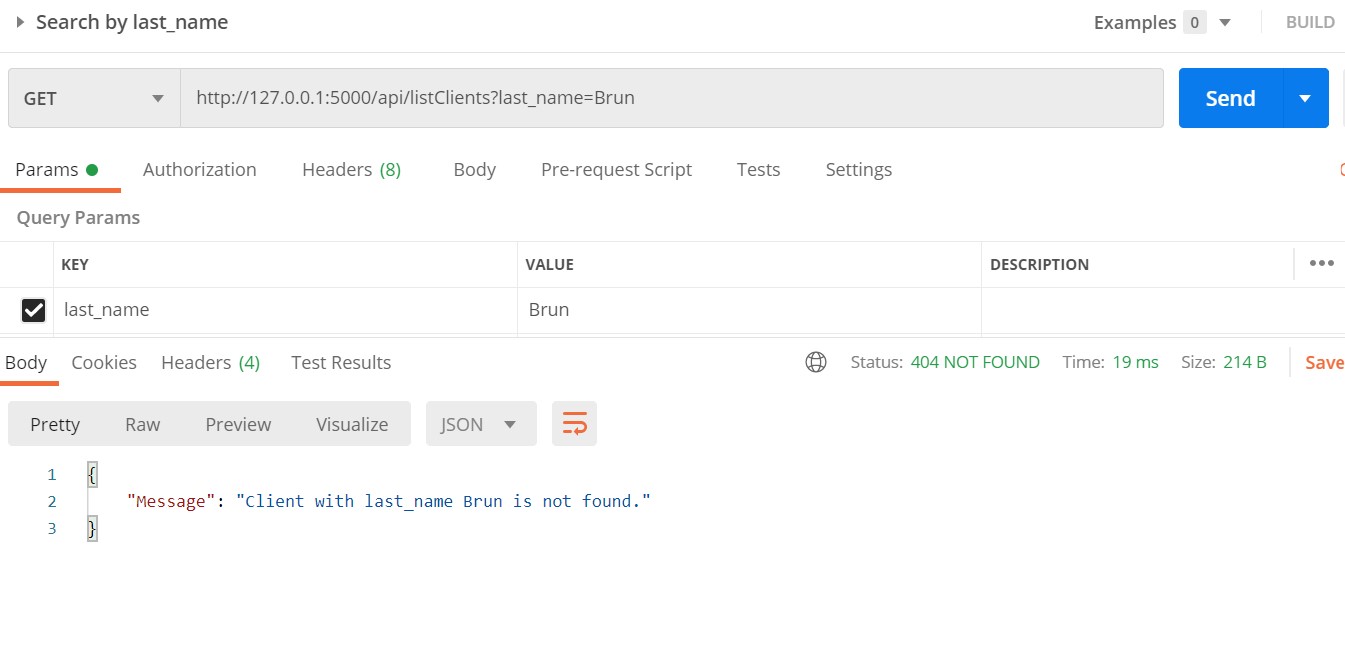 Search by last_name
Examples 0 BUILD
GET http://127.0.0.1:5000/api/listClients?last_name=Brun Send
Params Authorization Headers (8) Body Pre-request Script Tests Settings
Query Params
KEY VALUE DESCRIPTION
last_name Brun
Body Cookies Headers (4) Test Results Status: 404 NOT FOUND Time: 19 ms Size: 214 B Save
Pretty Raw Preview Visualize JSON
1 {
2 "Message": "Client with last_name Brun is not found."
3 }